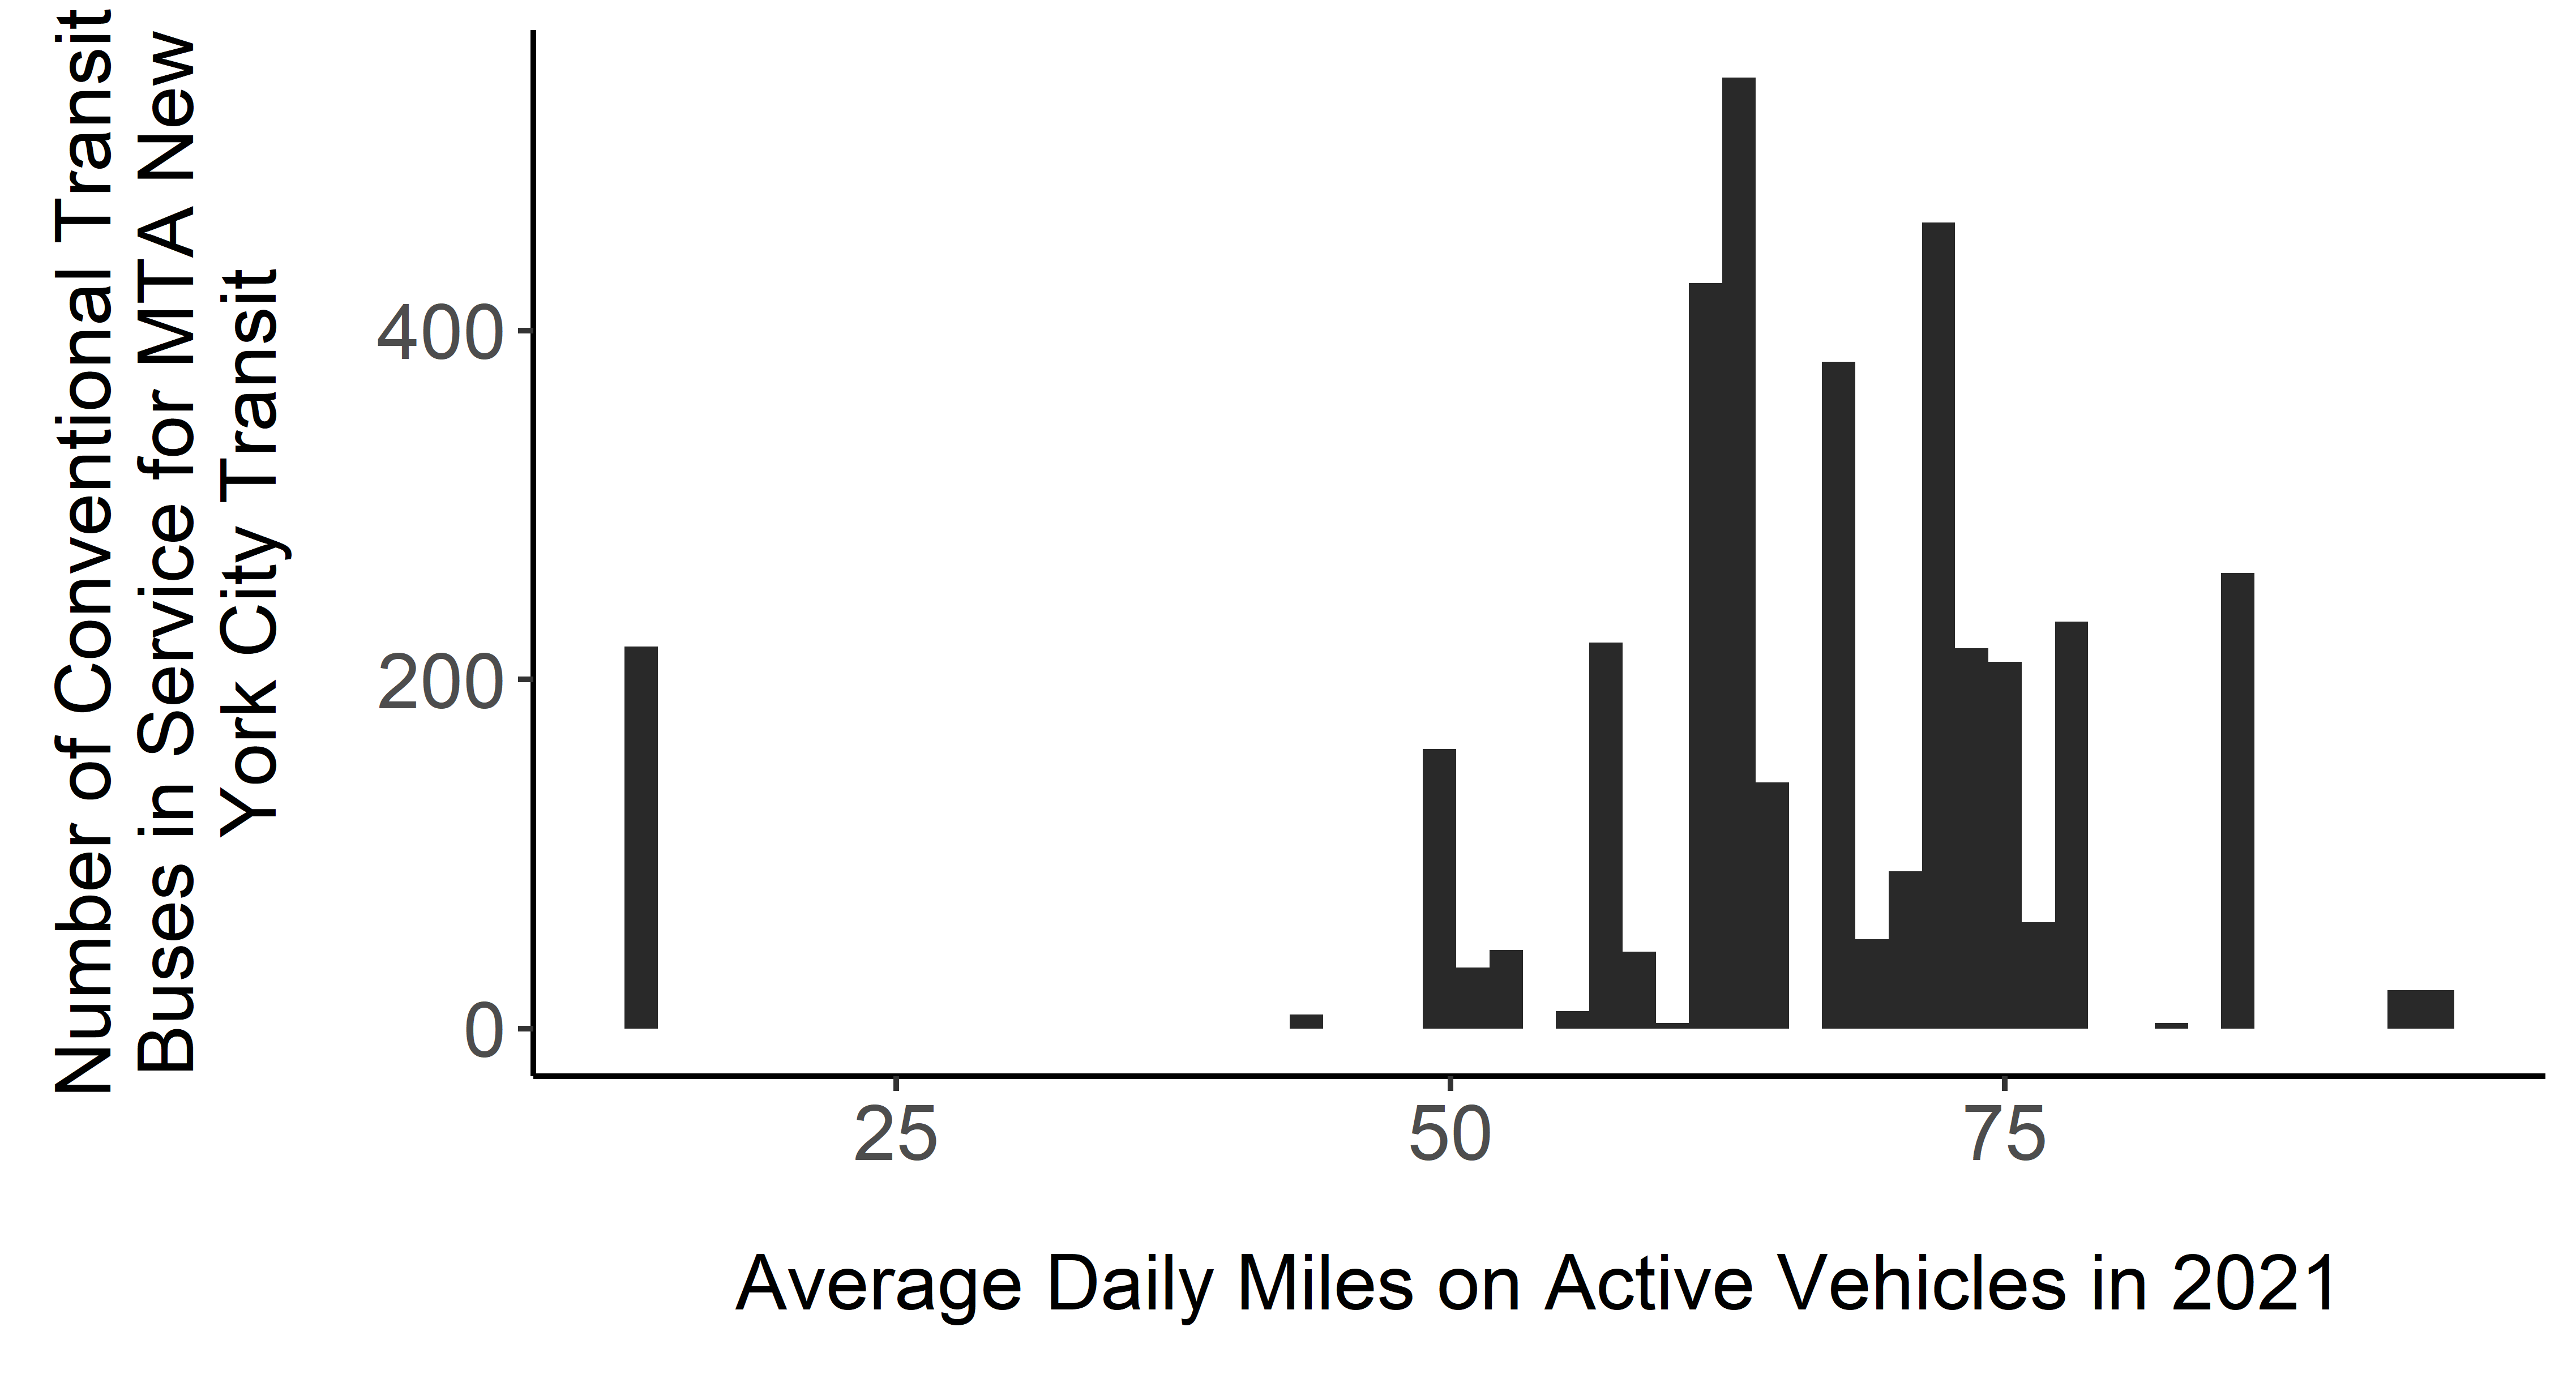 Number of Conventional Transit
Buses in Service for MTA New
York City Transit
400
200
0
25
50
75
Average Daily Miles on Active Vehicles in 2021